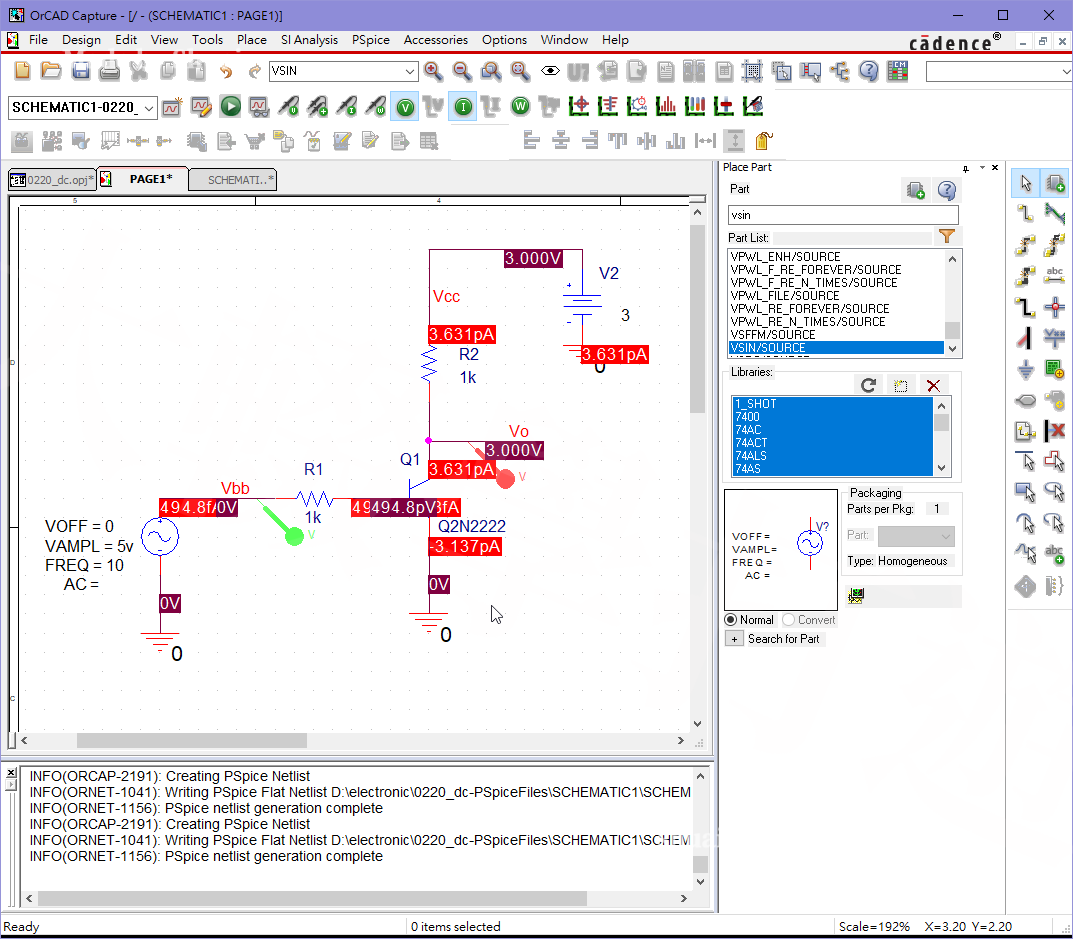 OrCAD Capture - [/ - (SCHEMATIC1 : PAGE1)]
File Design Edit View Tools Place SI Analysis PSpice Accessories Options Window Help
cādence®
VSIN
SCHEMATIC1-0220_
0220_dc.opj* PAGE1* SCHEMATI..*
5 4
D
C
3.000V
V2
Vcc
3
3.631pA
R2
1k
3.631pA
0
Vo
3.000V
Q1
3.631pA
V
R1
Vbb
494.8f/ 0V
1k
49 494.8pV 8fA
V
Q2N2222
-3.137pA
VOFF = 0
VAMPL = 5v
FREQ = 10
AC =
0V
0V
0
0
INFO(ORCAP-2191): Creating PSpice Netlist
INFO(ORNET-1041): Writing PSpice Flat Netlist D:\electronic\0220_dc-PSpiceFiles\SCHEMATIC1\SCHEM
INFO(ORNET-1156): PSpice netlist generation complete
INFO(ORCAP-2191): Creating PSpice Netlist
INFO(ORNET-1041): Writing PSpice Flat Netlist D:\electronic\0220_dc-PSpiceFiles\SCHEMATIC1\SCHEM
INFO(ORNET-1156): PSpice netlist generation complete
Place Part
Part
vsin
Part List:
VPWL_ENH/SOURCE
VPWL_F_RE_FOREVER/SOURCE
VPWL_F_RE_N_TIMES/SOURCE
VPWL_FILE/SOURCE
VPWL_RE_FOREVER/SOURCE
VPWL_RE_N_TIMES/SOURCE
VSFFM/SOURCE
VSIN/SOURCE
Libraries:
1_SHOT
7400
74AC
74ACT
74ALS
74AS
V?
VOFF =
VAMPL =
FREQ =
AC =
Packaging
Parts per Pkg: 1
Part:
Type: Homogeneous
Normal Convert
+ Search for Part
abc
abc
Ready
0 items selected
Scale=192% X=3.20 Y=2.20